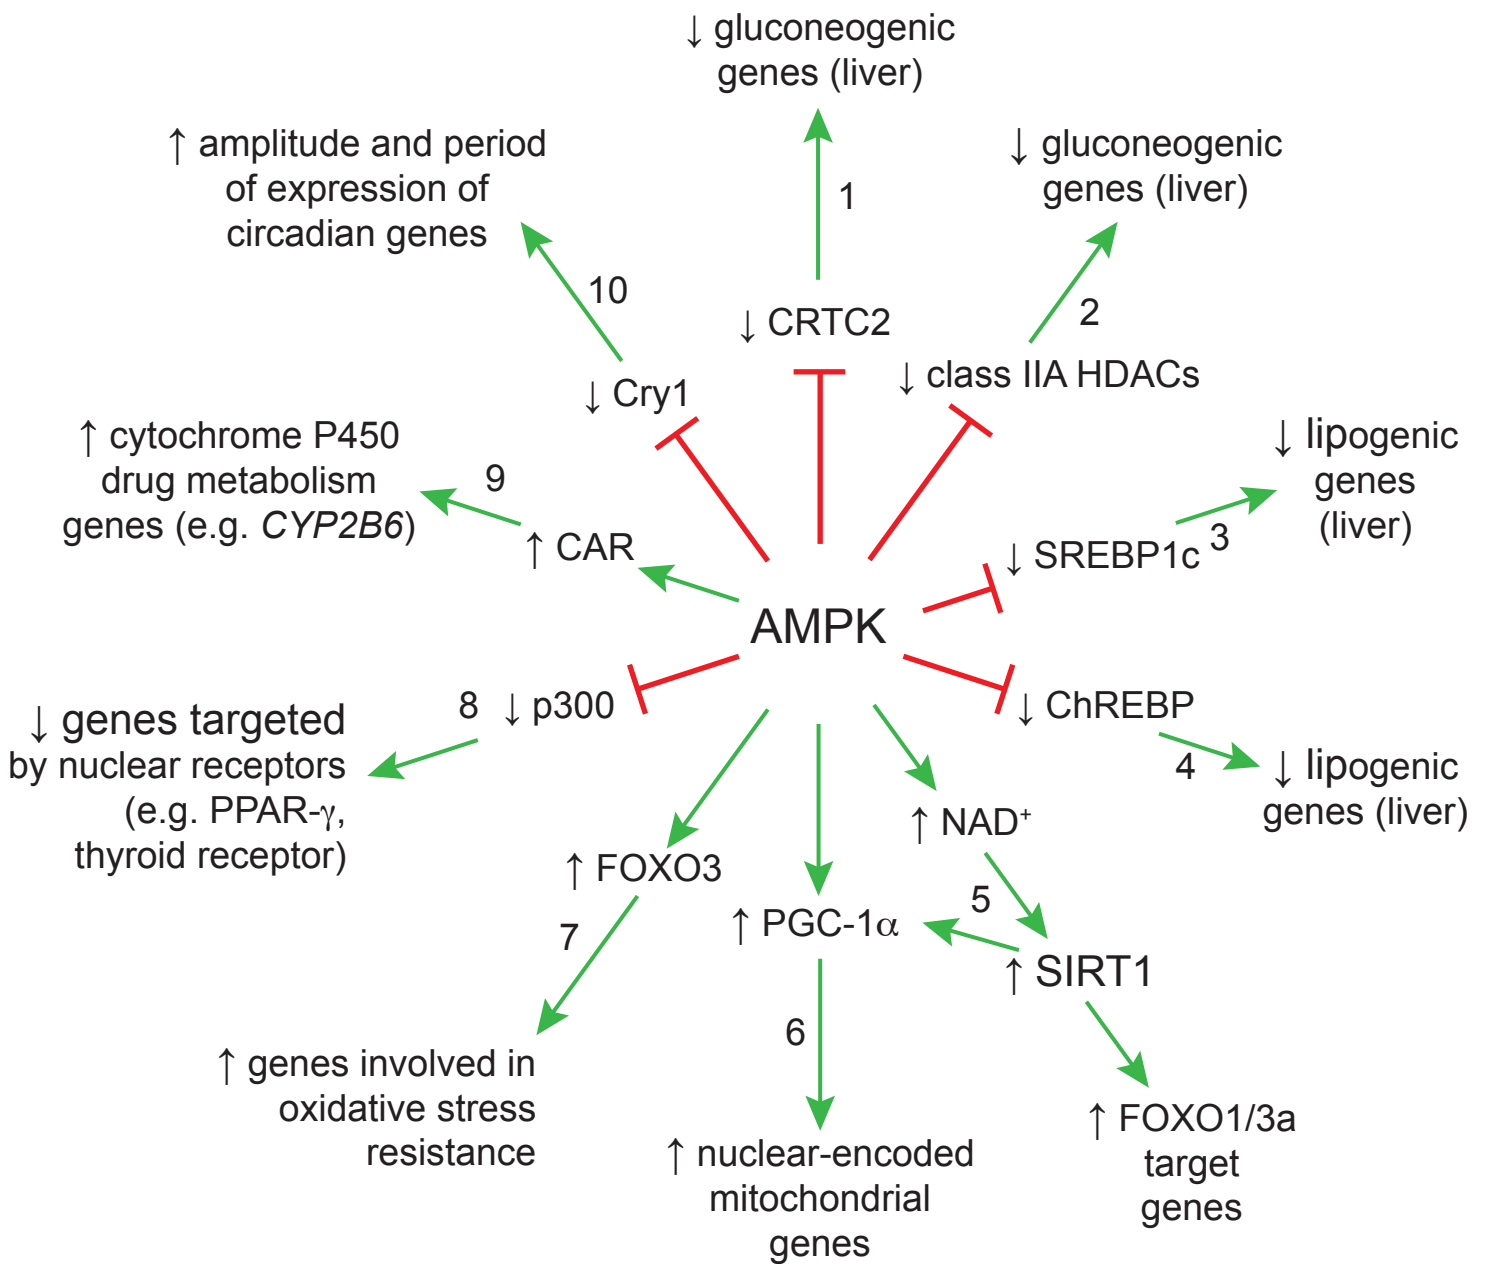 ↓ gluconeogenic
genes (liver)
1
↓ CRTC2
↓ gluconeogenic
genes (liver)
2
↓ class IIA HDACs
↓ lipogenic
genes
(liver)
3
↓ SREBP1c
↓ ChREBP
4
↓ lipogenic
genes (liver)
↑ NAD⁺
5
↑ SIRT1
↑ FOXO1/3a
target
genes
↑ PGC-1α
6
↑ nuclear-encoded
mitochondrial
genes
↑ FOXO3
7
↑ genes involved in
oxidative stress
resistance
8
↓ p300
↓ genes targeted
by nuclear receptors
(e.g. PPAR-γ,
thyroid receptor)
AMPK
↑ CAR
9
↑ cytochrome P450
drug metabolism
genes (e.g. CYP2B6)
↓ Cry1
10
↑ amplitude and period
of expression of
circadian genes